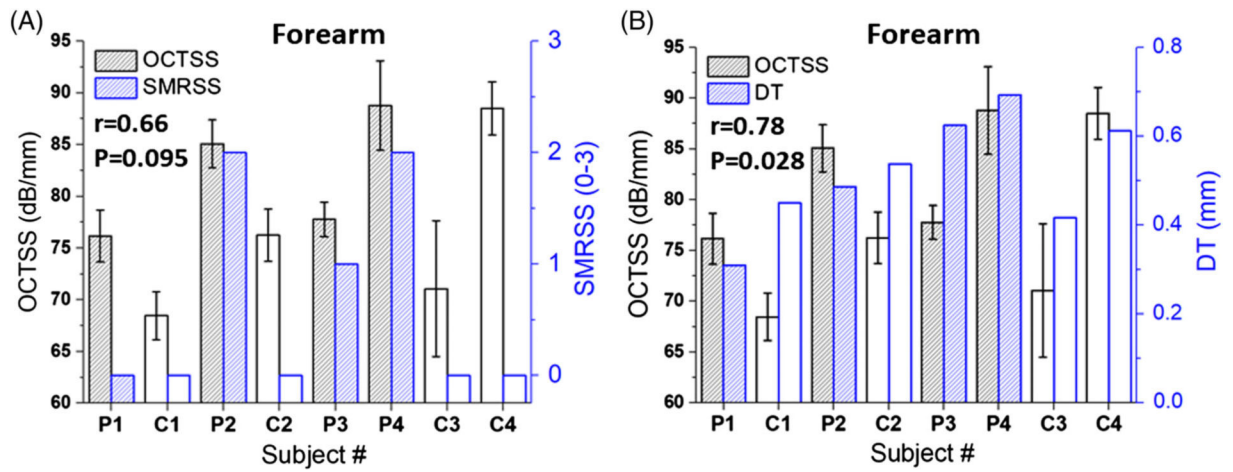 (A)
Forearm
OCTSS
SMRSS
r=0.66
P=0.095
OCTSS (dB/mm)
95
90
85
80
75
70
65
60
SMRSS (0-3)
3
2
1
0
P1 C1 P2 C2 P3 P4 C3 C4
Subject #
(B)
Forearm
OCTSS
DT
r=0.78
P=0.028
OCTSS (dB/mm)
95
90
85
80
75
70
65
60
DT (mm)
0.8
0.6
0.4
0.2
0.0
P1 C1 P2 C2 P3 P4 C3 C4
Subject #